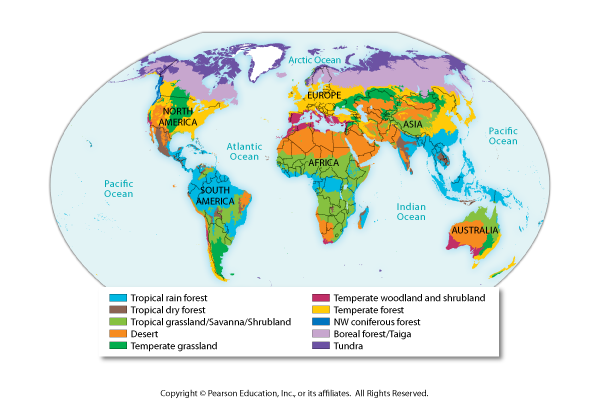 Arctic Ocean
EUROPE
NORTH
AMERICA
ASIA
Pacific
Ocean
Atlantic
Ocean
AFRICA
Pacific
Ocean
SOUTH
AMERICA
Indian
Ocean
AUSTRALIA
Tropical rain forest
Tropical dry forest
Tropical grassland/Savanna/Shrubland
Desert
Temperate grassland
Temperate woodland and shrubland
Temperate forest
NW coniferous forest
Boreal forest/Taiga
Tundra
Copyright © Pearson Education, Inc., or its affiliates. All Rights Reserved.